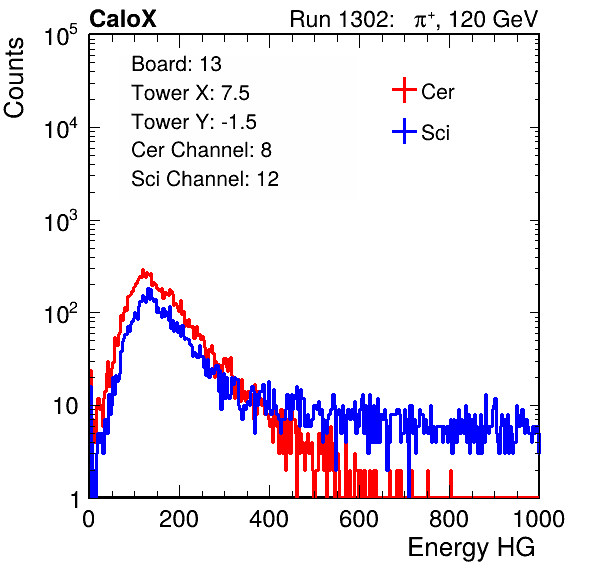 CaloX Run 1302: π⁺, 120 GeV
Counts
10⁵
10⁴
10³
10²
10
1
Board: 13
Tower X: 7.5
Tower Y: -1.5
Cer Channel: 8
Sci Channel: 12
Cer
Sci
0 200 400 600 800 1000
Energy HG